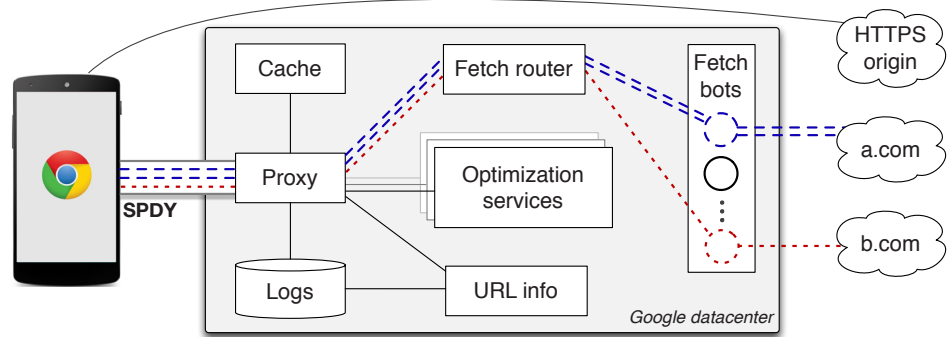 HTTPS
origin
Cache
Fetch router
Fetch
bots
a.com
Proxy
Optimization
services
SPDY
b.com
Logs
URL info
Google datacenter